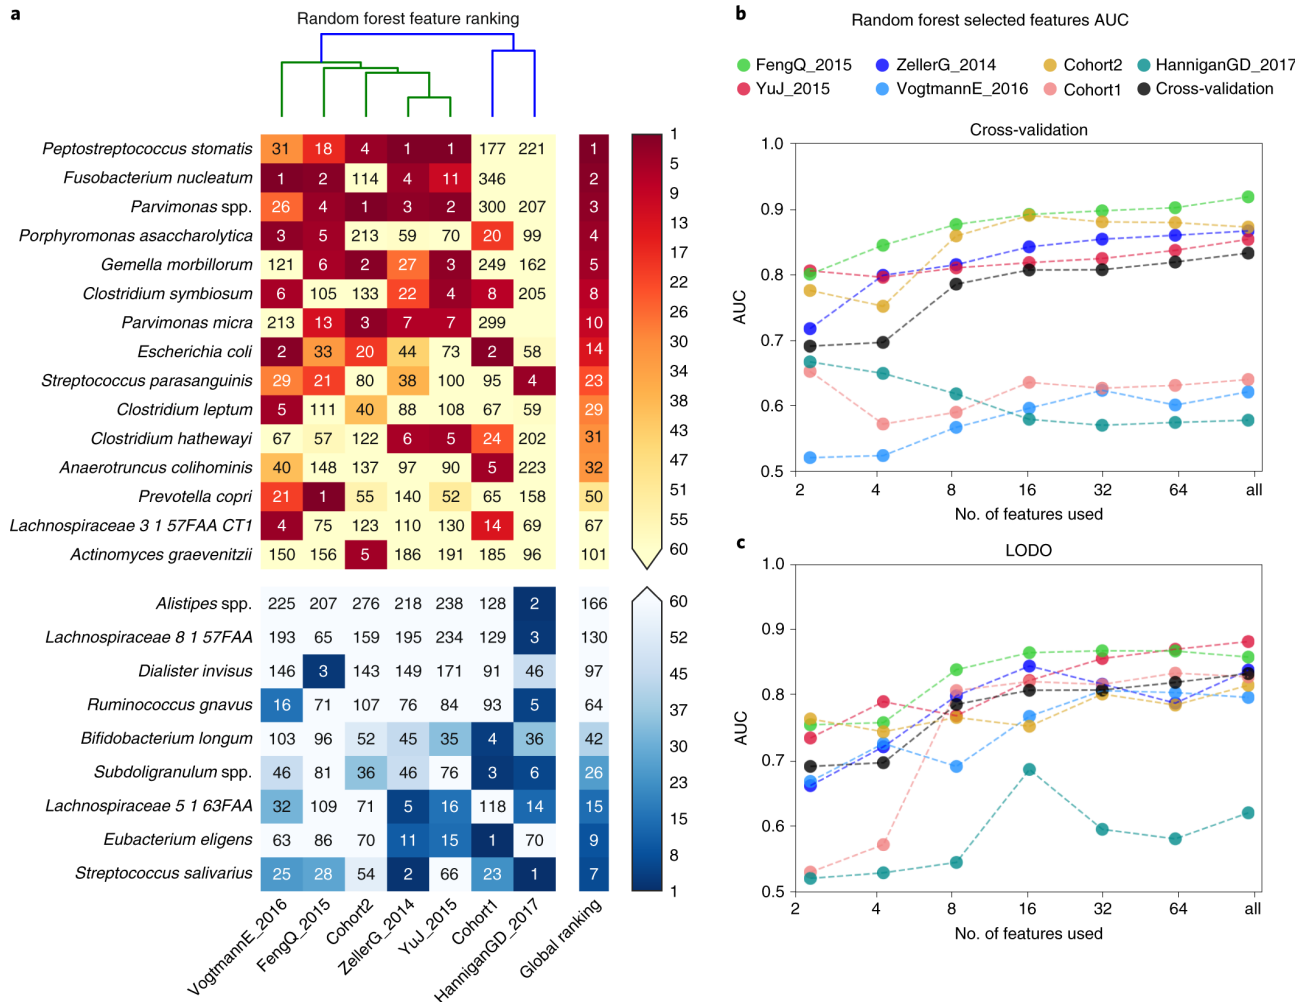 a
Random forest feature ranking
Peptostreptococcus stomatis 31 18 4 1 1 177 221 1
Fusobacterium nucleatum 1 2 114 4 11 346 2
Parvimonas spp. 26 4 1 3 2 300 207 3
Porphyromonas asaccharolytica 3 5 213 59 70 20 99 4
Gemella morbillorum 121 6 2 27 3 249 162 5
Clostridium symbiosum 6 105 133 22 4 8 205 8
Parvimonas micra 213 13 3 7 7 299 10
Escherichia coli 2 33 20 44 73 2 58 14
Streptococcus parasanguinis 29 21 80 38 100 95 4 23
Clostridium leptum 5 111 40 88 108 67 59 29
Clostridium hathewayi 67 57 122 6 5 24 202 31
Anaerotruncus colihominis 40 148 137 97 90 5 223 32
Prevotella copri 21 1 55 140 52 65 158 50
Lachnospiraceae 3 1 57FAA CT1 4 75 123 110 130 14 69 67
Actinomyces graevenitzii 150 156 5 186 191 185 96 101
1
5
9
13
17
22
26
30
34
38
43
47
51
55
60
Alistipes spp. 225 207 276 218 238 128 2 166
Lachnospiraceae 8 1 57FAA 193 65 159 195 234 129 3 130
Dialister invisus 146 3 143 149 171 91 46 97
Ruminococcus gnavus 16 71 107 76 84 93 5 64
Bifidobacterium longum 103 96 52 45 35 4 36 42
Subdoligranulum spp. 46 81 36 46 76 3 6 26
Lachnospiraceae 5 1 63FAA 32 109 71 5 16 118 14 15
Eubacterium eligens 63 86 70 11 15 1 70 9
Streptococcus salivarius 25 28 54 2 66 23 1 7
60
52
45
37
30
23
15
8
1
VogtmannE_2016
FengQ_2015
Cohort2
ZellerG_2014
YuJ_2015
Cohort1
HanniganGD_2017
Global ranking
b
Random forest selected features AUC
FengQ_2015 ZellerG_2014 Cohort2 HanniganGD_2017
YuJ_2015 VogtmannE_2016 Cohort1 Cross-validation
Cross-validation
1.0
0.9
0.8
0.7
0.6
0.5
AUC
2 4 8 16 32 64 all
No. of features used
c
LODO
1.0
0.9
0.8
0.7
0.6
0.5
AUC
2 4 8 16 32 64 all
No. of features used